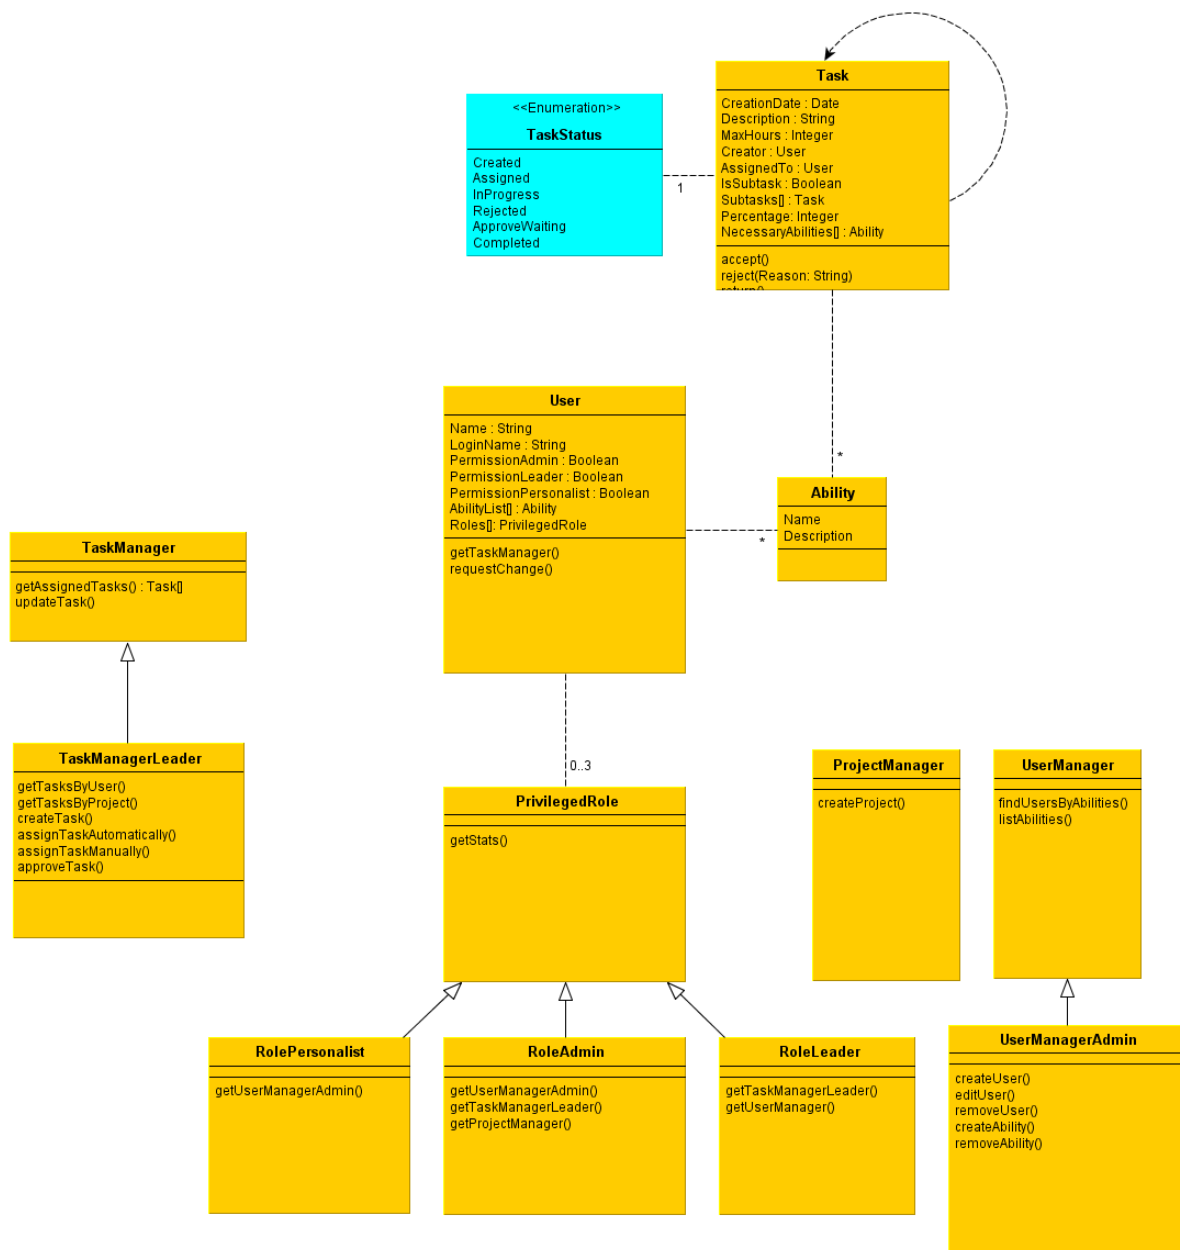 Task
CreationDate : Date
Description : String
MaxHours : Integer
Creator : User
AssignedTo : User
IsSubtask : Boolean
Subtasks[] : Task
Percentage: Integer
NecessaryAbilities[] : Ability
accept()
reject(Reason: String)
return()
<<Enumeration>>
TaskStatus
Created
Assigned
InProgress
Rejected
ApproveWaiting
Completed
1
User
Name : String
LoginName : String
PermissionAdmin : Boolean
PermissionLeader : Boolean
PermissionPersonalist : Boolean
AbilityList[] : Ability
Roles[]: PrivilegedRole
getTaskManager()
requestChange()
*
*
Ability
Name
Description
TaskManager
getAssignedTasks() : Task[]
updateTask()
TaskManagerLeader
getTasksByUser()
getTasksByProject()
createTask()
assignTaskAutomatically()
assignTaskManually()
approveTask()
0..3
PrivilegedRole
getStats()
ProjectManager
createProject()
UserManager
findUsersByAbilities()
listAbilities()
RolePersonalist
getUserManagerAdmin()
RoleAdmin
getUserManagerAdmin()
getTaskManagerLeader()
getProjectManager()
RoleLeader
getTaskManagerLeader()
getUserManager()
UserManagerAdmin
createUser()
editUser()
removeUser()
createAbility()
removeAbility()